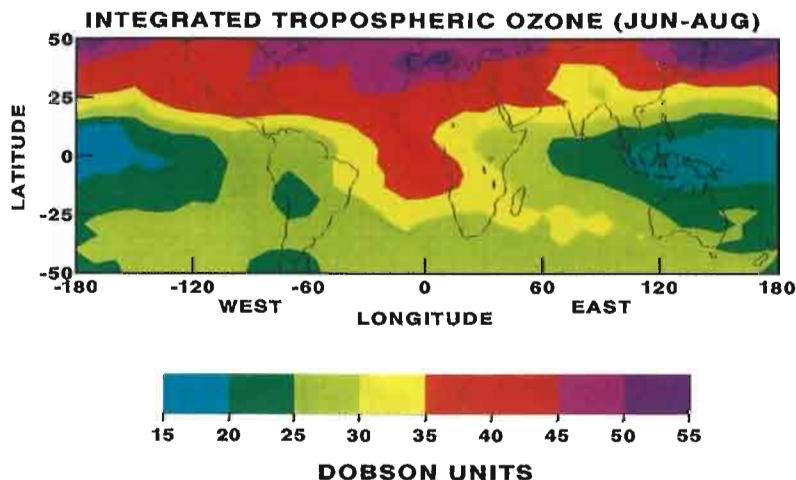 INTEGRATED TROPOSPHERIC OZONE (JUN-AUG)
LATITUDE
50
25
0
-25
-50
-180 -120 -60 0 60 120 180
WEST EAST
LONGITUDE
15 20 25 30 35 40 45 50 55
DOBSON UNITS